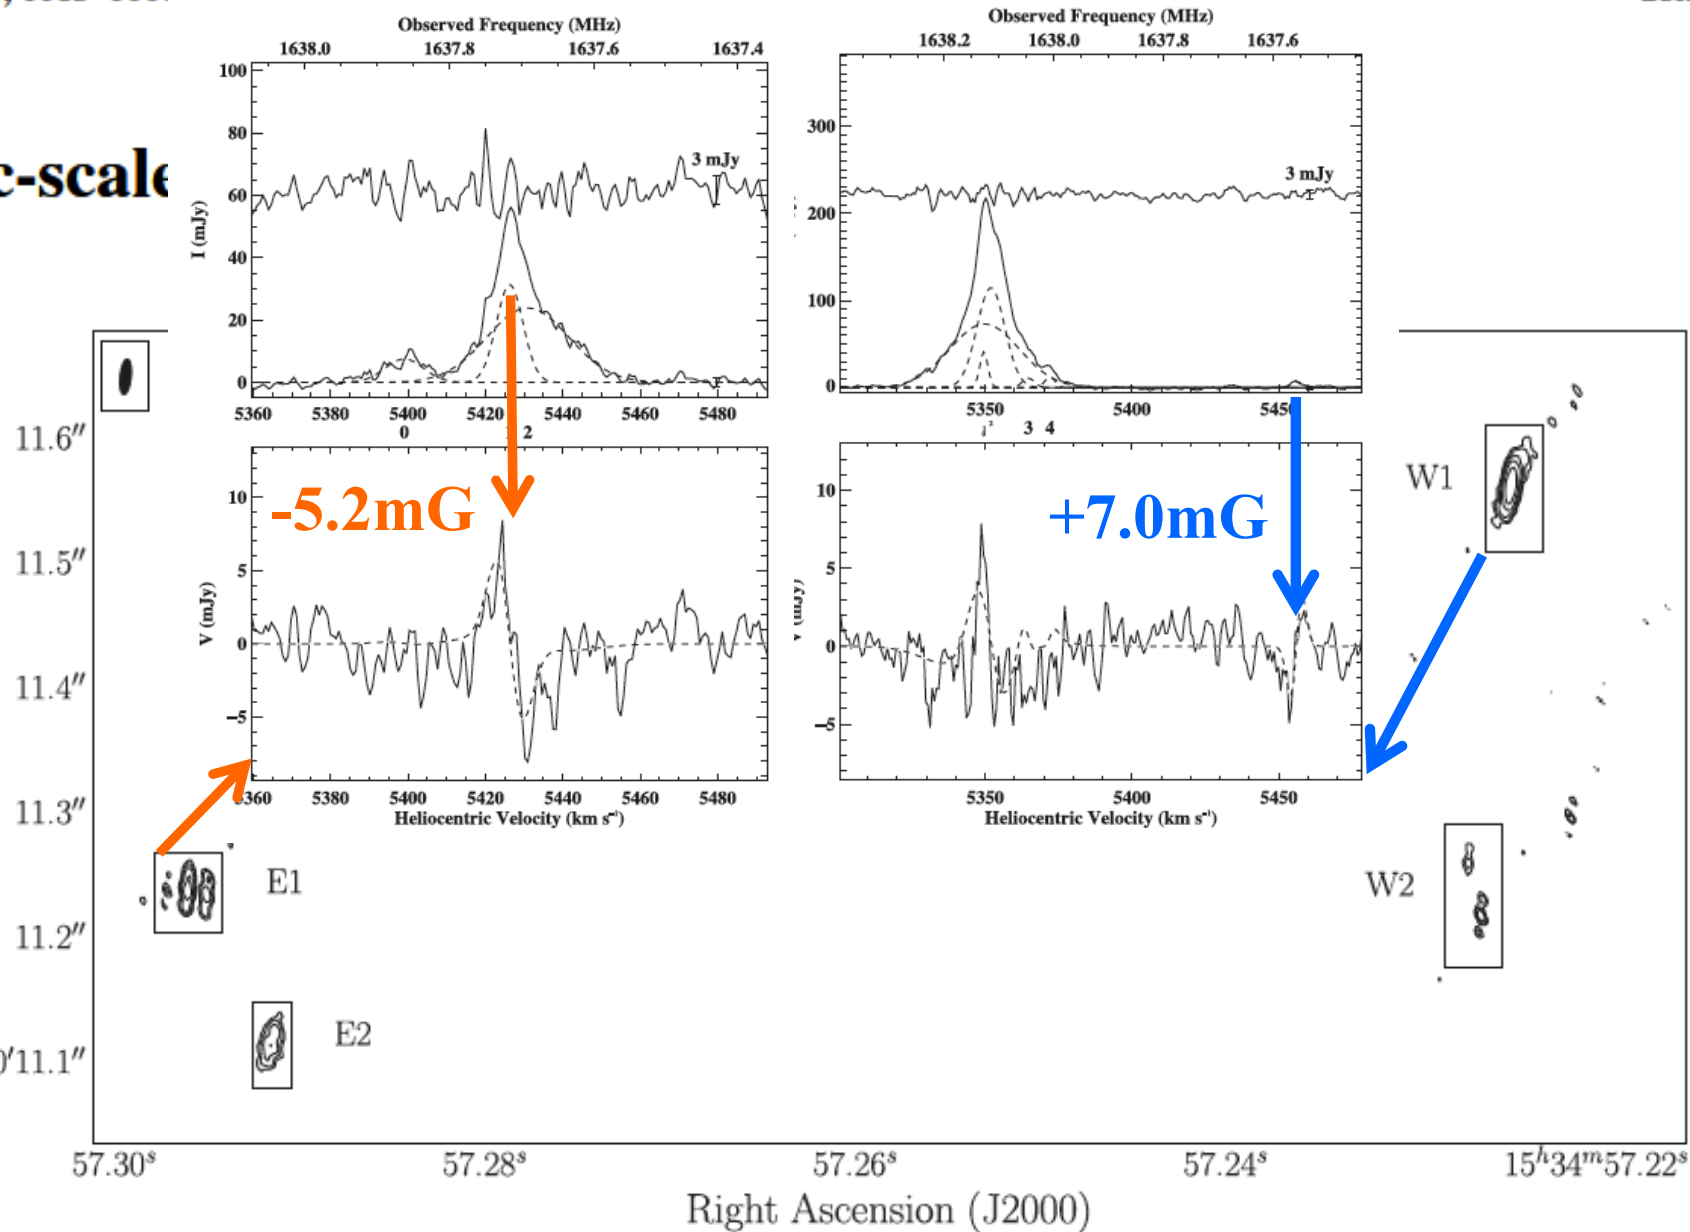 Observed Frequency (MHz)
1638.0 1637.8 1637.6 1637.4
100
80
60
40
20
0
I (mJy)
3 mJy
5360 5380 5400 5420 5440 5460 5480
0 2
10
5
0
−5
V (mJy)
-5.2mG
5360 5380 5400 5420 5440 5460 5480
Heliocentric Velocity (km s⁻¹)
Observed Frequency (MHz)
1638.2 1638.0 1637.8 1637.6
300
200
100
0
3 mJy
5350 5400 5450
3 4
10
5
0
−5
V (mJy)
+7.0mG
5350 5400 5450
Heliocentric Velocity (km s⁻¹)
c-scale
11.6″
11.5″
11.4″
11.3″
11.2″
0′11.1″
W1
W2
E1
E2
57.30ˢ 57.28ˢ 57.26ˢ 57.24ˢ 15ʰ34ᵐ57.22ˢ
Right Ascension (J2000)